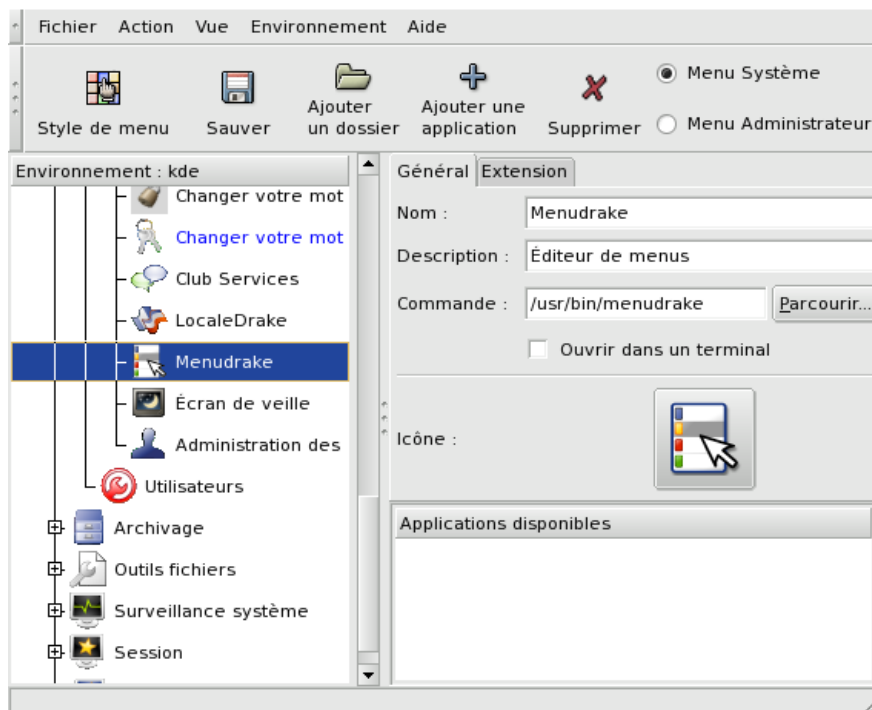 Fichier Action Vue Environnement Aide
Style de menu
Sauver
Ajouter
un dossier
Ajouter une
application
Supprimer
Menu Système
Menu Administrateur
Environnement : kde
Changer votre mot
Changer votre mot
Club Services
LocaleDrake
Menudrake
Écran de veille
Administration des
Utilisateurs
Archivage
Outils fichiers
Surveillance système
Session
Général Extension
Nom : Menudrake
Description : Éditeur de menus
Commande : /usr/bin/menudrake Parcourir...
Ouvrir dans un terminal
Icône :
Applications disponibles